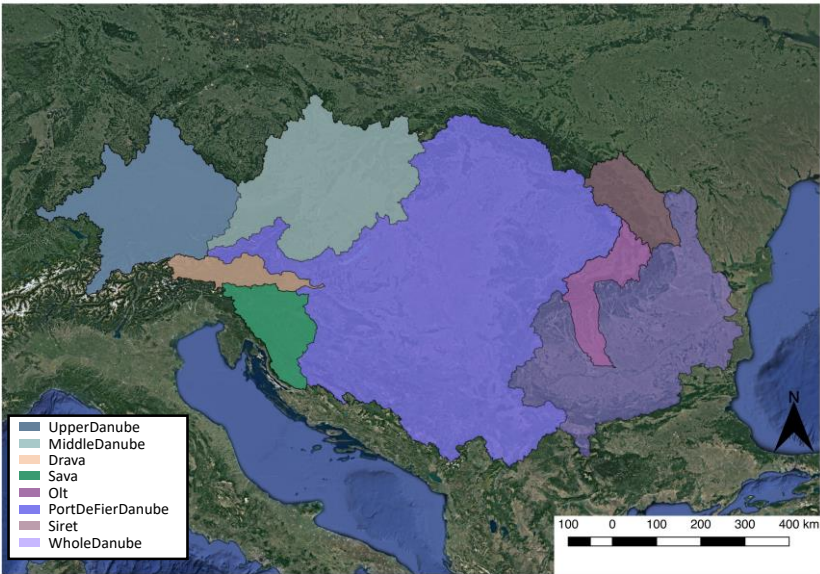 UpperDanube
MiddleDanube
Drava
Sava
Olt
PortDeFierDanube
Siret
WholeDanube
N
100 0 100 200 300 400 km